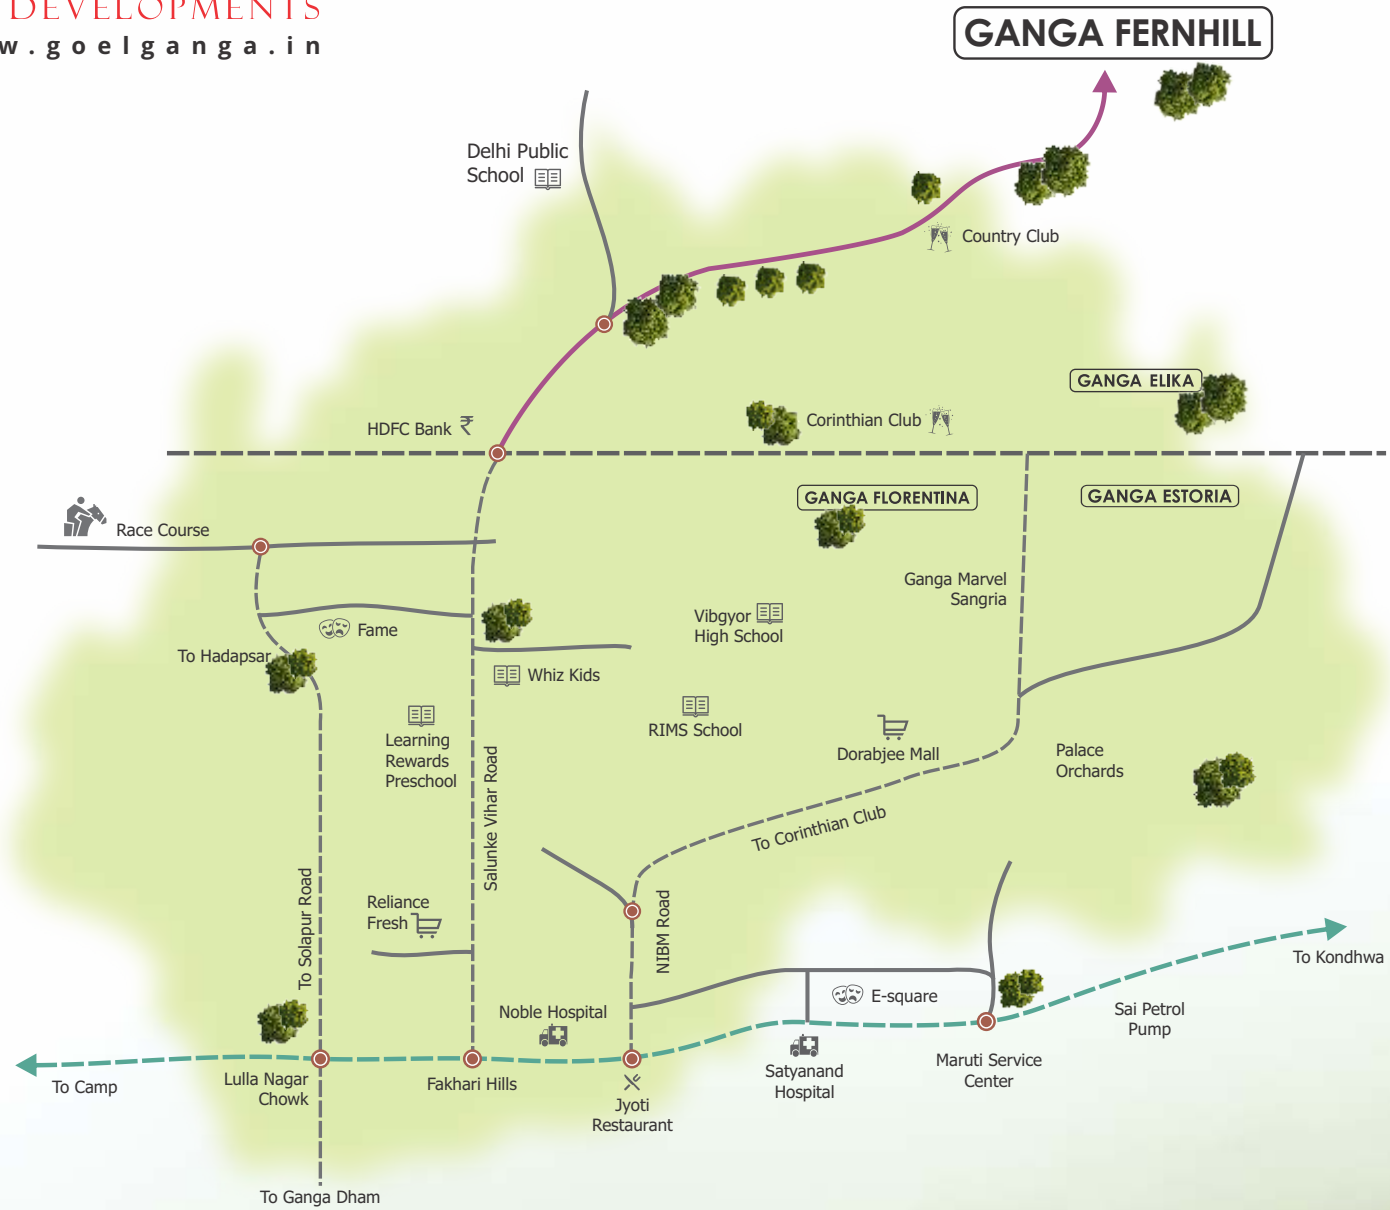 DEVELOPMENTS
w.goelganga.in
GANGA FERNHILL
Delhi Public
School
Country Club
GANGA ELIKA
HDFC Bank ₹
Corinthian Club
GANGA FLORENTINA
GANGA ESTORIA
Race Course
Ganga Marvel
Sangria
Vibgyor
High School
Fame
To Hadapsar
Whiz Kids
RIMS School
Learning
Rewards
Preschool
Salunke Vihar Road
Dorabjee Mall
Palace
Orchards
To Corinthian Club
To Solapur Road
Reliance
Fresh
NIBM Road
To Kondhwa
E-square
Noble Hospital
Sai Petrol
Pump
To Camp
Lulla Nagar
Chowk
Fakhari Hills
Jyoti
Restaurant
Satyanand
Hospital
Maruti Service
Center
To Ganga Dham